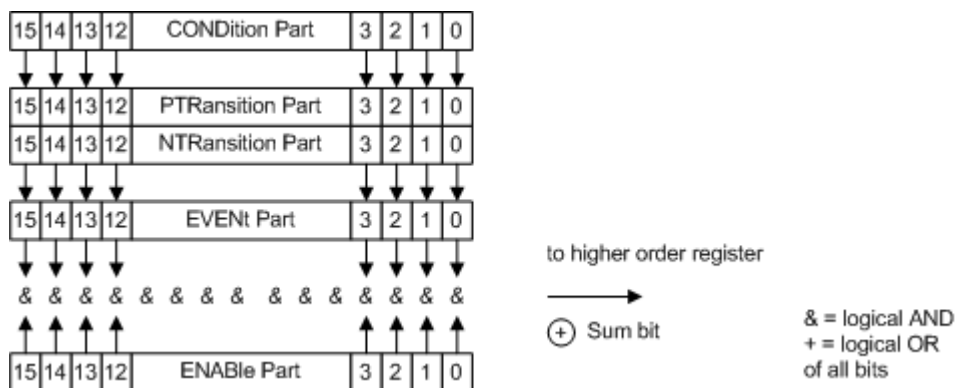 15 14 13 12 CONDition Part 3 2 1 0
15 14 13 12 PTRansition Part 3 2 1 0
15 14 13 12 NTRansition Part 3 2 1 0
15 14 13 12 EVENt Part 3 2 1 0
to higher order register
& & & & & & & & & & & & & & &
+ Sum bit
& = logical AND
+ = logical OR
of all bits
15 14 13 12 ENABle Part 3 2 1 0